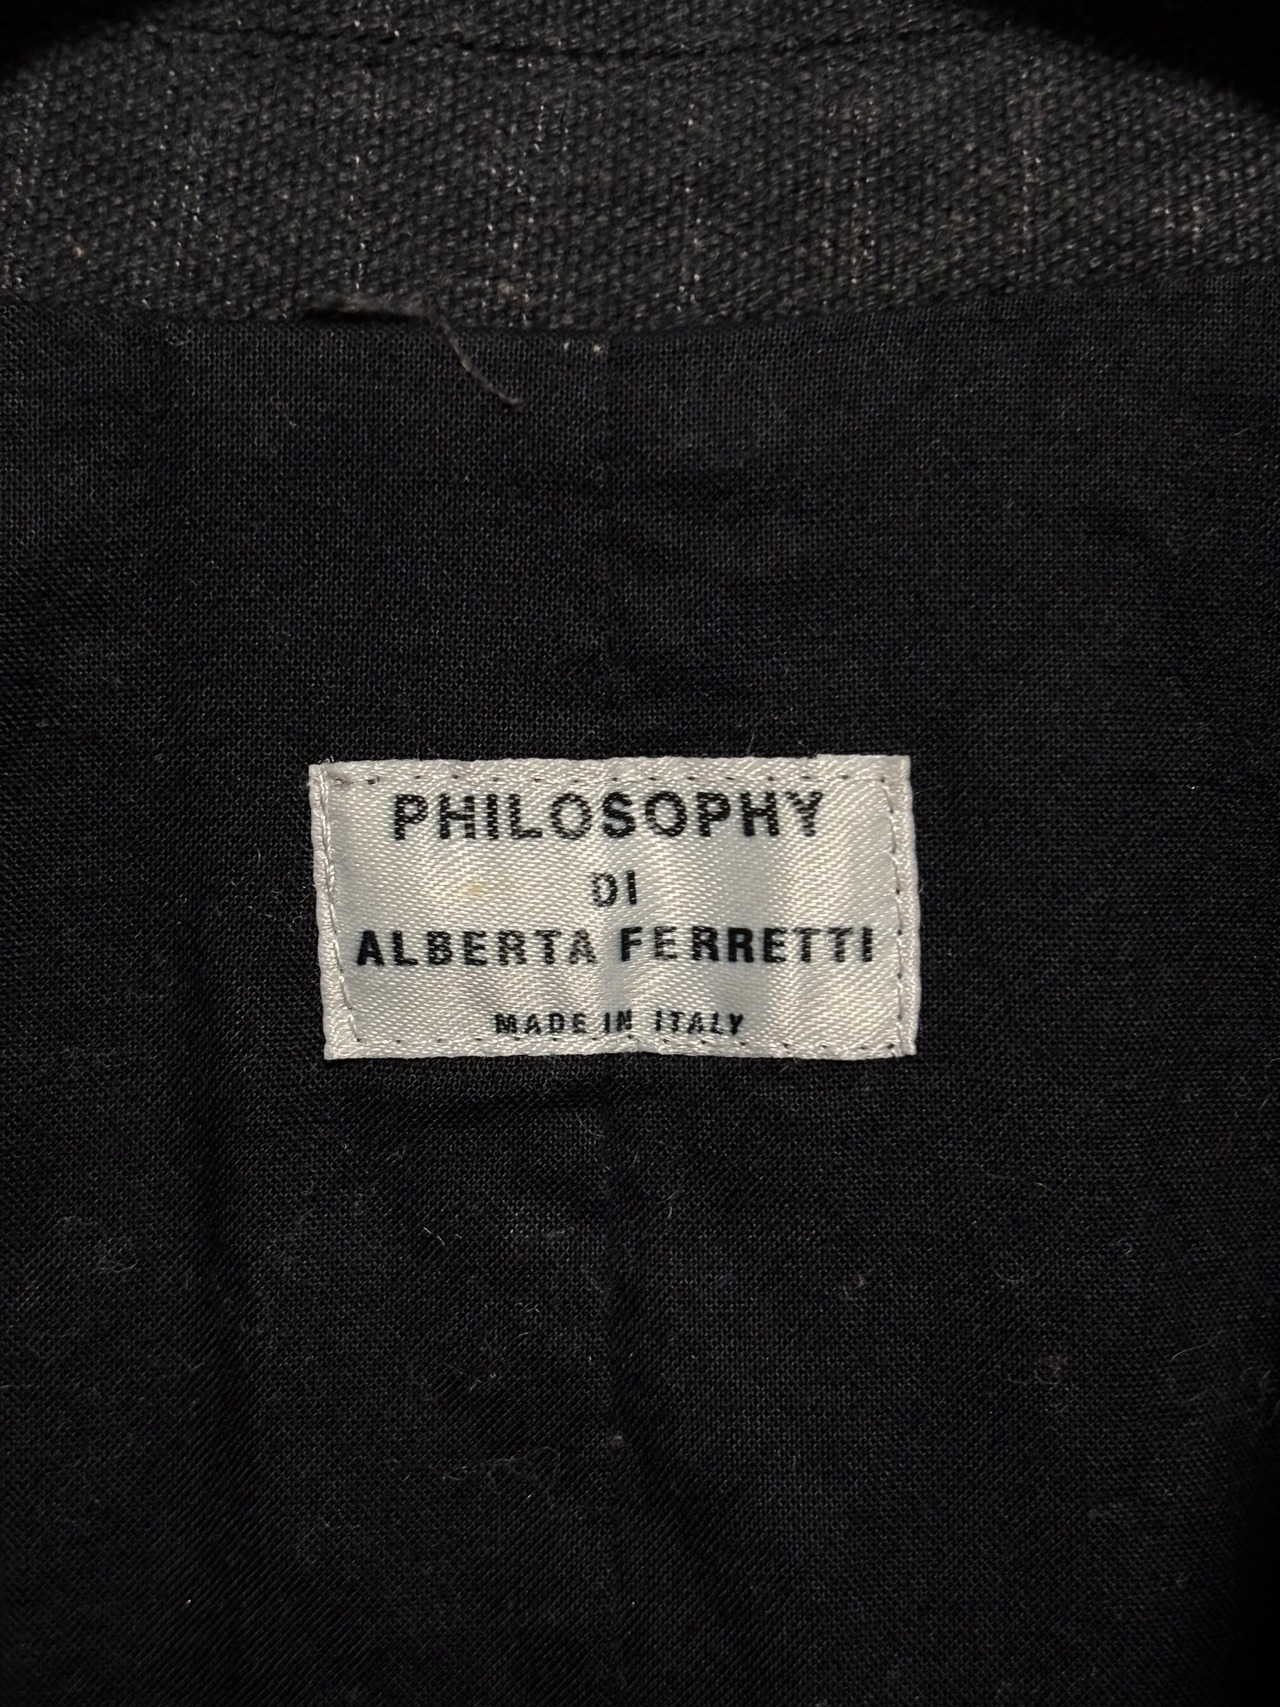 PHILOSOPHY
DI
ALBERTA FERRETTI
MADE IN ITALY